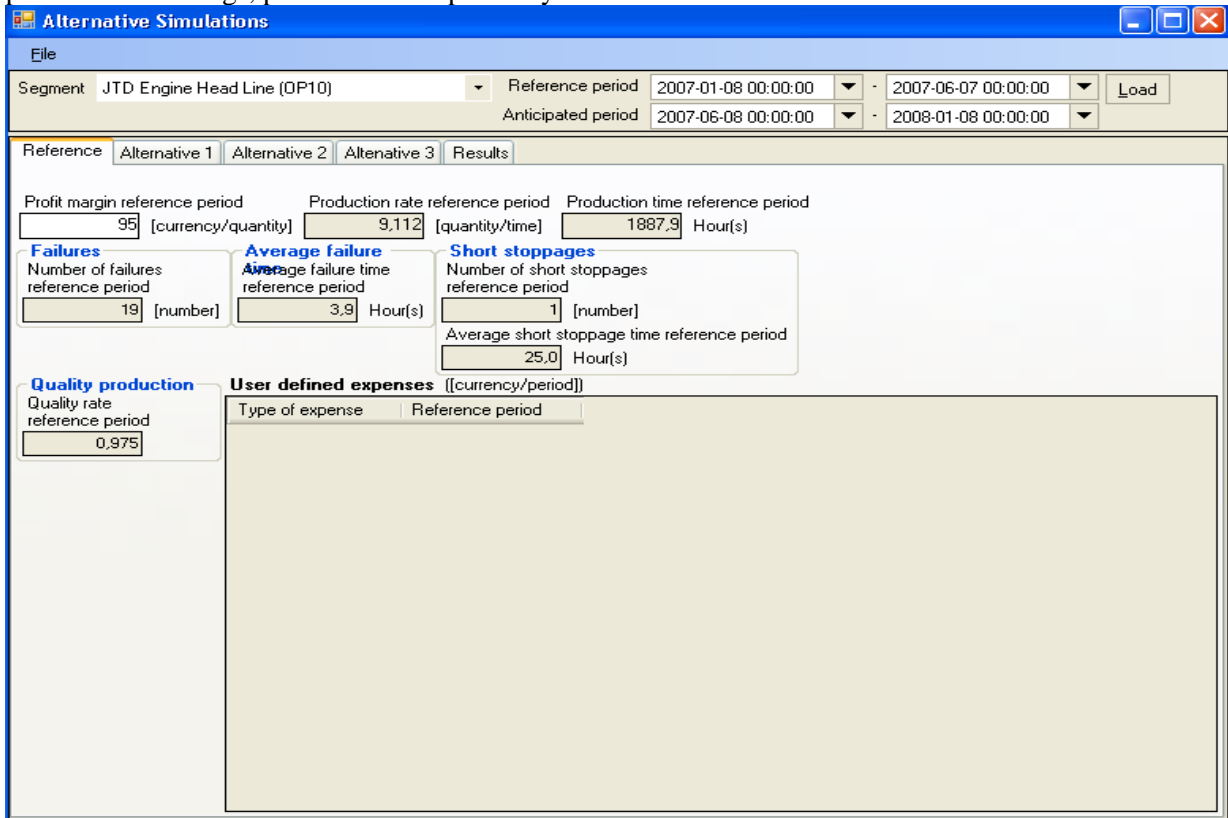 Alternative Simulations
File
Segment JTD Engine Head Line (OP10) Reference period 2007-01-08 00:00:00 - 2007-06-07 00:00:00 Load
Anticipated period 2007-06-08 00:00:00 - 2008-01-08 00:00:00
Reference Alternative 1 Alternative 2 Altenative 3 Results
Profit margin reference period Production rate reference period Production time reference period
95 [currency/quantity] 9,112 [quantity/time] 1887,9 Hour(s)
Failures Average failure time Short stoppages
Number of failures Average failure time Number of short stoppages
reference period reference period reference period
19 [number] 3,9 Hour(s) 1 [number]
Average short stoppage time reference period
25,0 Hour(s)
Quality production User defined expenses ([currency/period])
Quality rate Type of expense Reference period
reference period
0,975